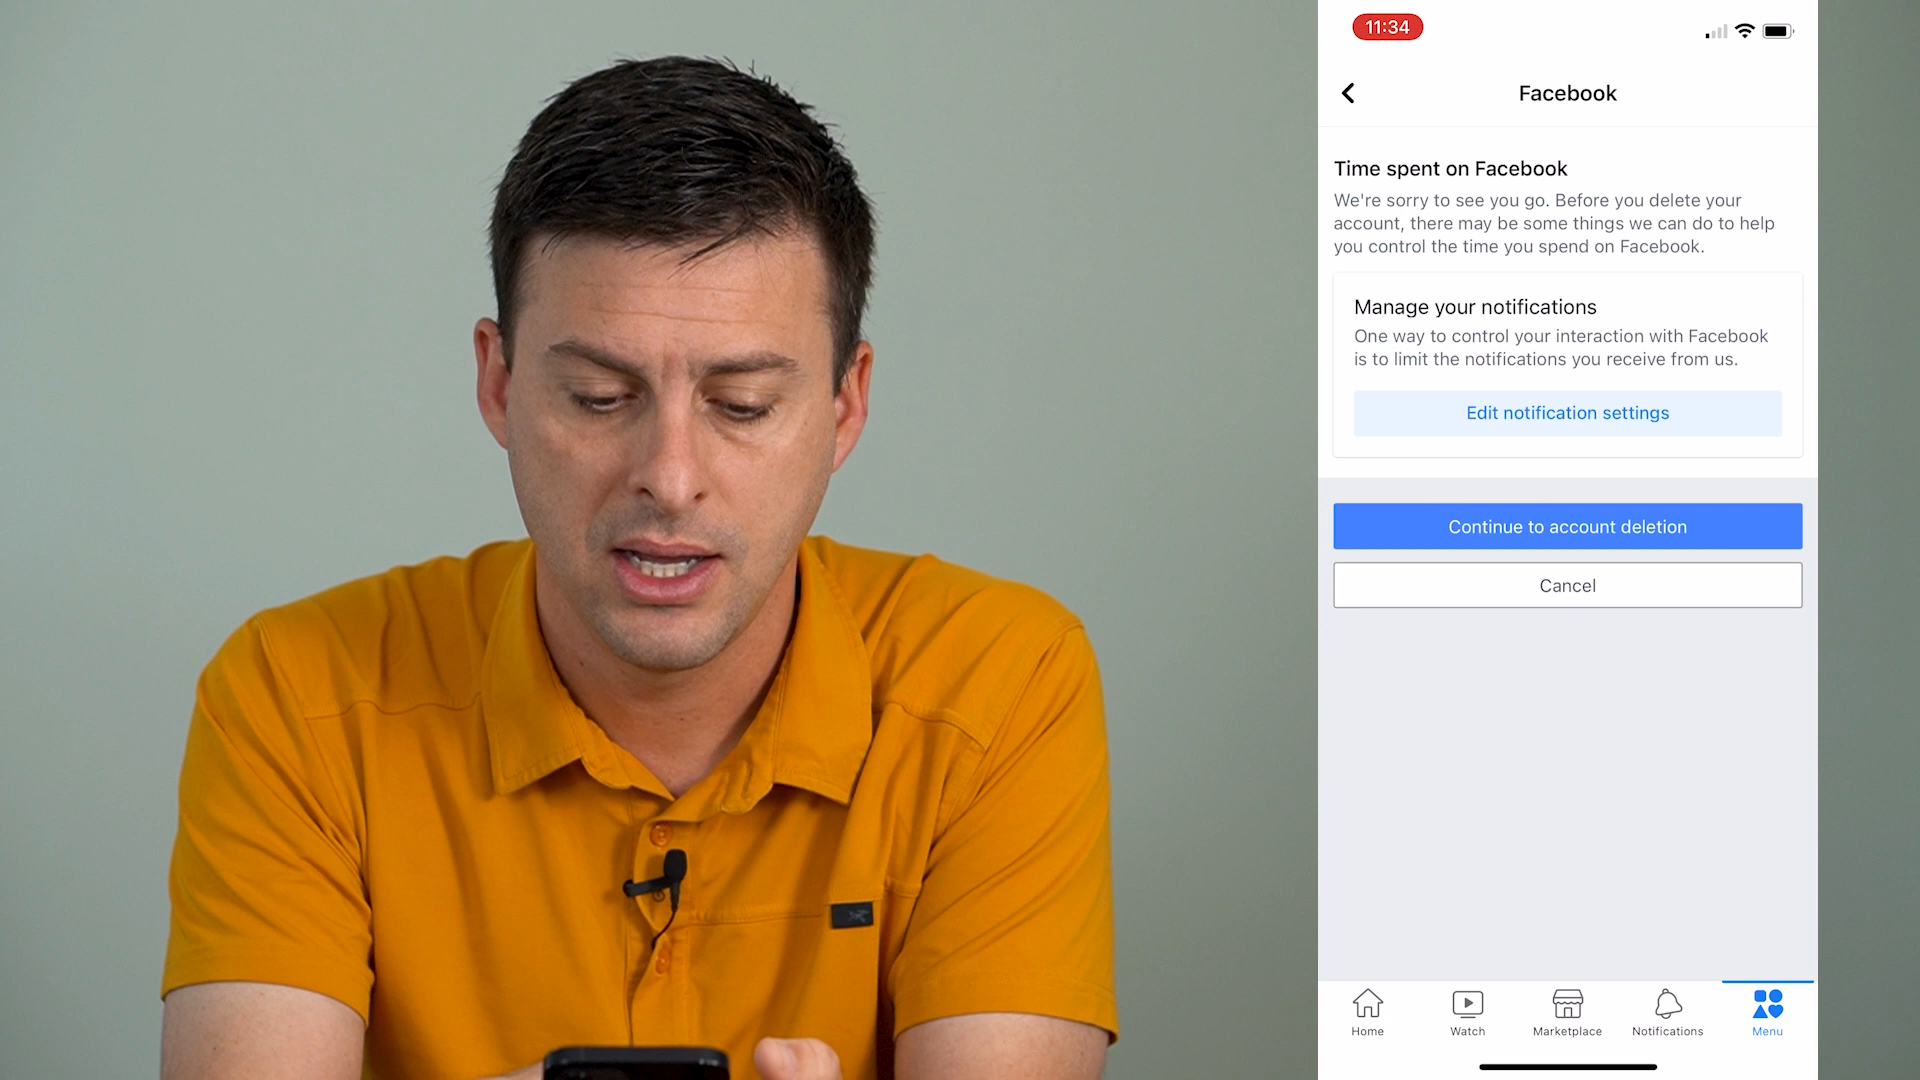 11:34
Facebook
Time spent on Facebook
We're sorry to see you go. Before you delete your
account, there may be some things we can do to help
you control the time you spend on Facebook.
Manage your notifications
One way to control your interaction with Facebook
is to limit the notifications you receive from us.
Edit notification settings
Continue to account deletion
Cancel
Home
Watch
Marketplace
Notifications
Menu